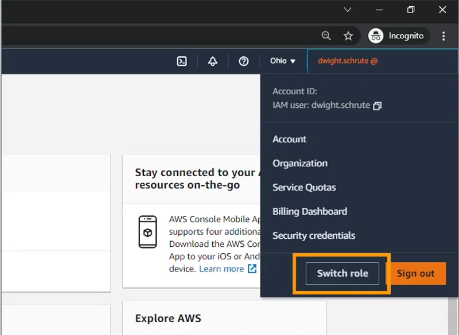 Incognito
Ohio
dwight.schrute @
Account ID:
IAM user: dwight.schrute
Account
Organization
Service Quotas
Billing Dashboard
Security credentials
Switch role
Sign out
Stay connected to your A
resources on-the-go
AWS Console Mobile Ap
supports four additiona
Download the AWS Con
App to your iOS or And
device. Learn more
Explore AWS